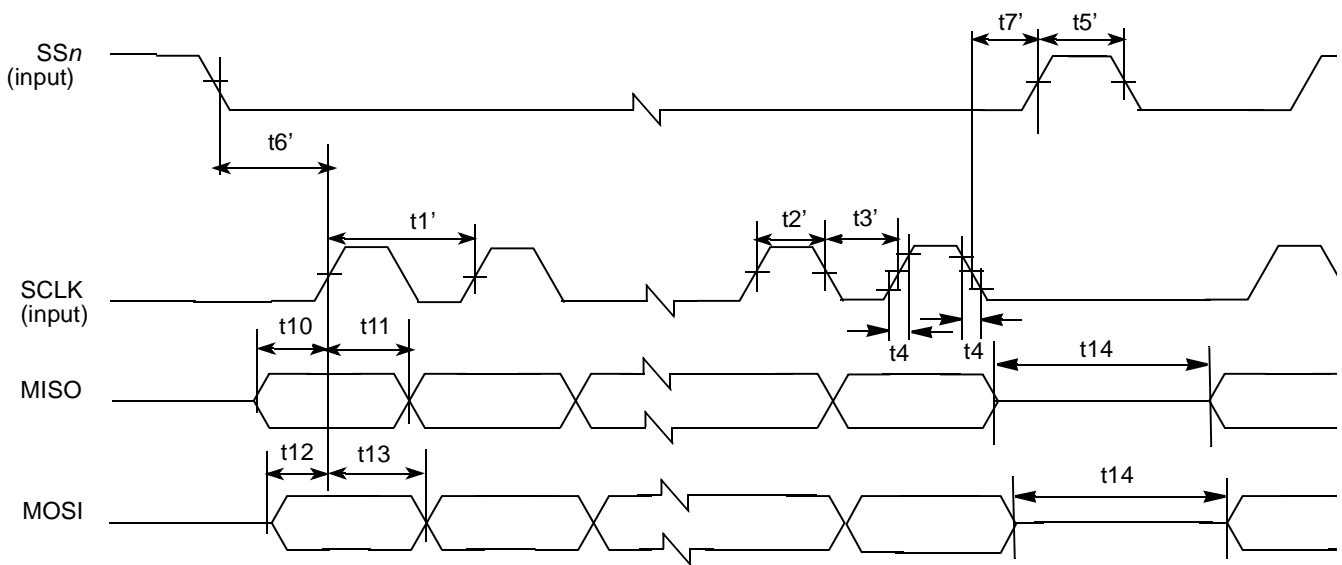 t7’ t5’
SSn
(input)
t6’
t1’ t2’ t3’
SCLK
(input)
t10 t11 t4 t4
t14
MISO
t12 t13
t14
MOSI